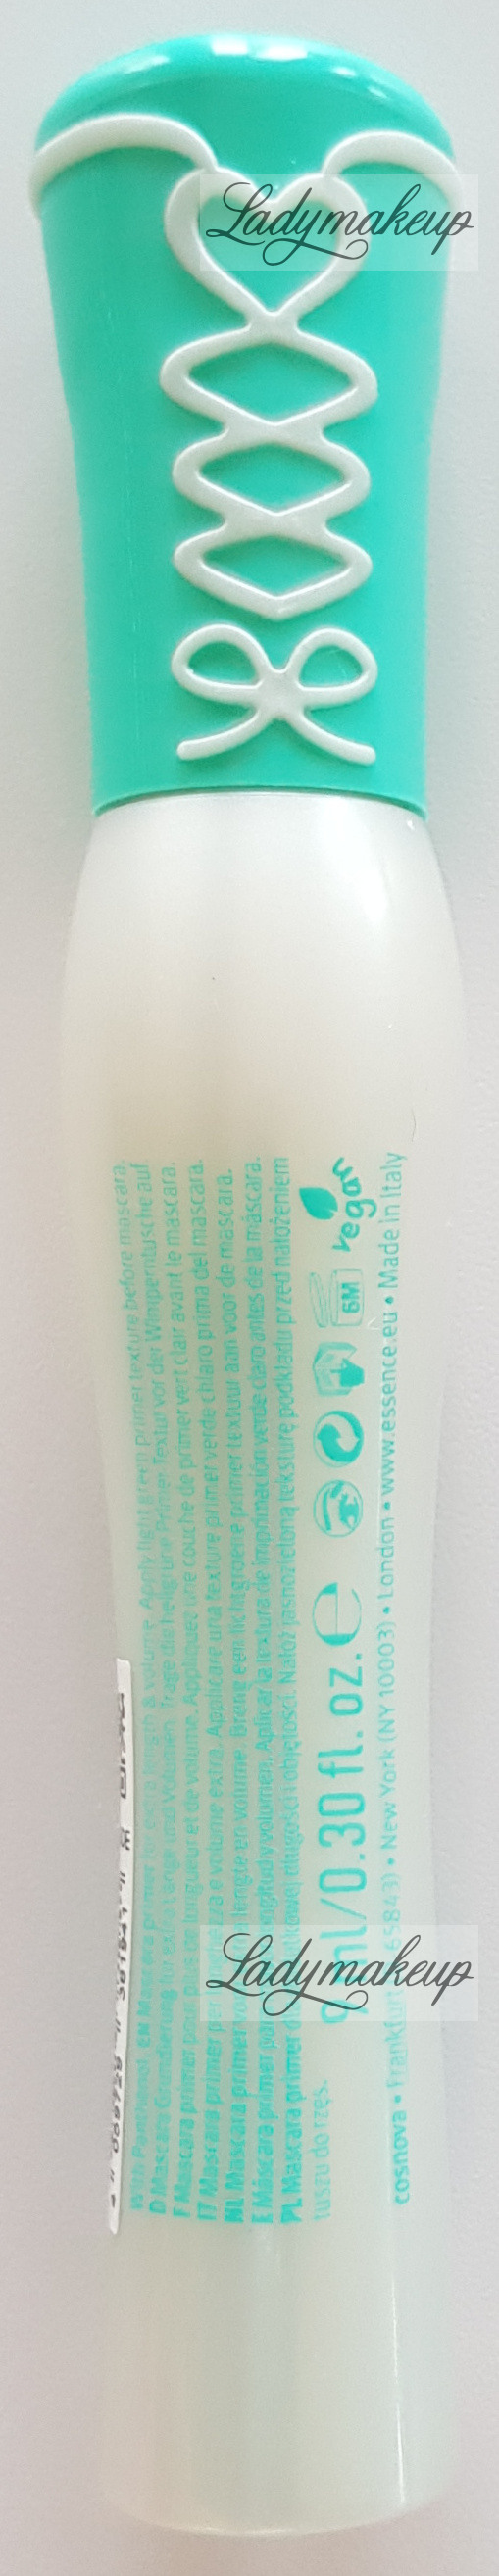 Ladymakeup
With Panthenol. EN Mascara primer for extra length & volume. Apply light green primer texture before mascara.
D Mascara Grundierung für extra Länge und Volumen. Trage die hellgrüne Primer Textur vor der Wimperntusche auf
F Mascara primer pour plus de longueur et de volume. Appliquez une couche de primer vert clair avant le mascara.
IT Mascara primer per e volume extra. Applicare una texture primer verde chiaro prima del mascara.
NL Mascara primer voor lengte en volume. Breng een lichtgroene primer textuur aan voor de mascara.
E Máscara primer para longitud y volumen. Aplicar la textura de imprimación verde claro antes de la máscara.
PL Mascara primer długości i objętości. Nałóż jasnozieloną teksturę podkładu przed nałożeniem
tuszu do rzęs.
9 ml/0.30 fl. oz. e 6M vegan
cosnova • Frankfurt 65843) • New York (NY 10003) • London • www.essence.eu • Made in Italy
Ladymakeup